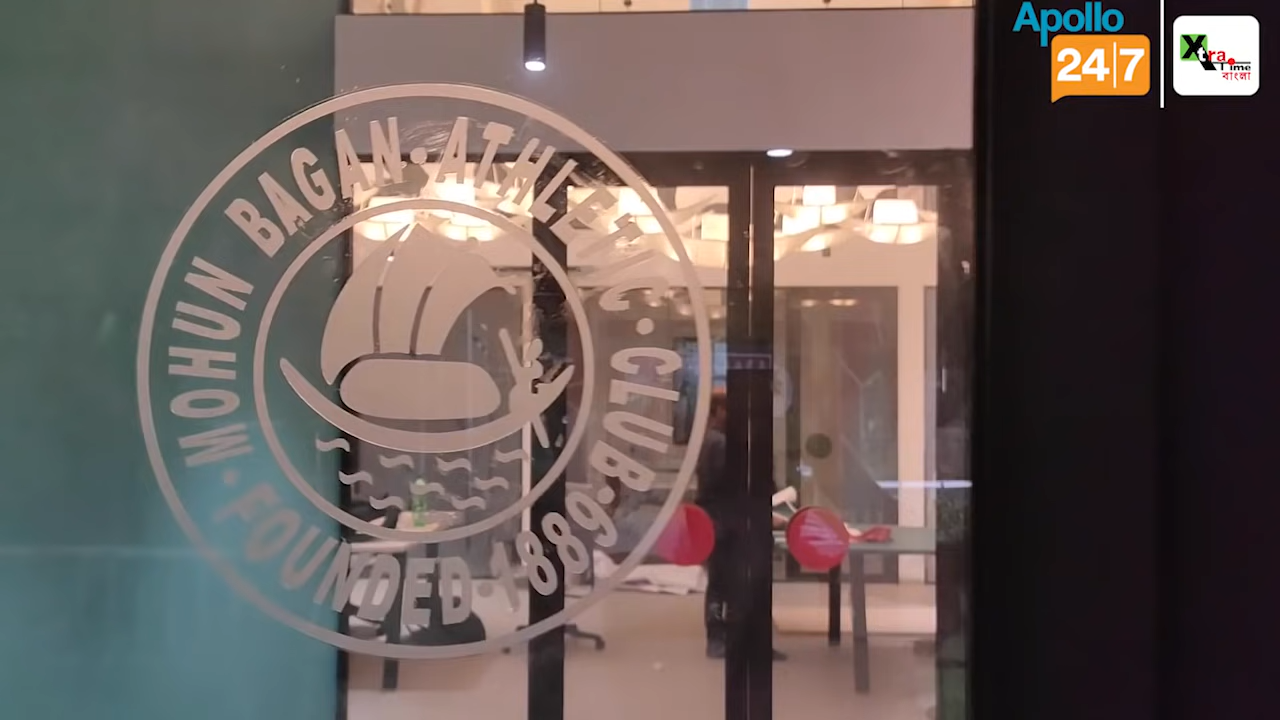 MOHUN BAGAN · ATHLETIC · CLUB ·
· FOUNDED · 1889 ·
Apollo
24|7
Xtra
Time
বাংলা